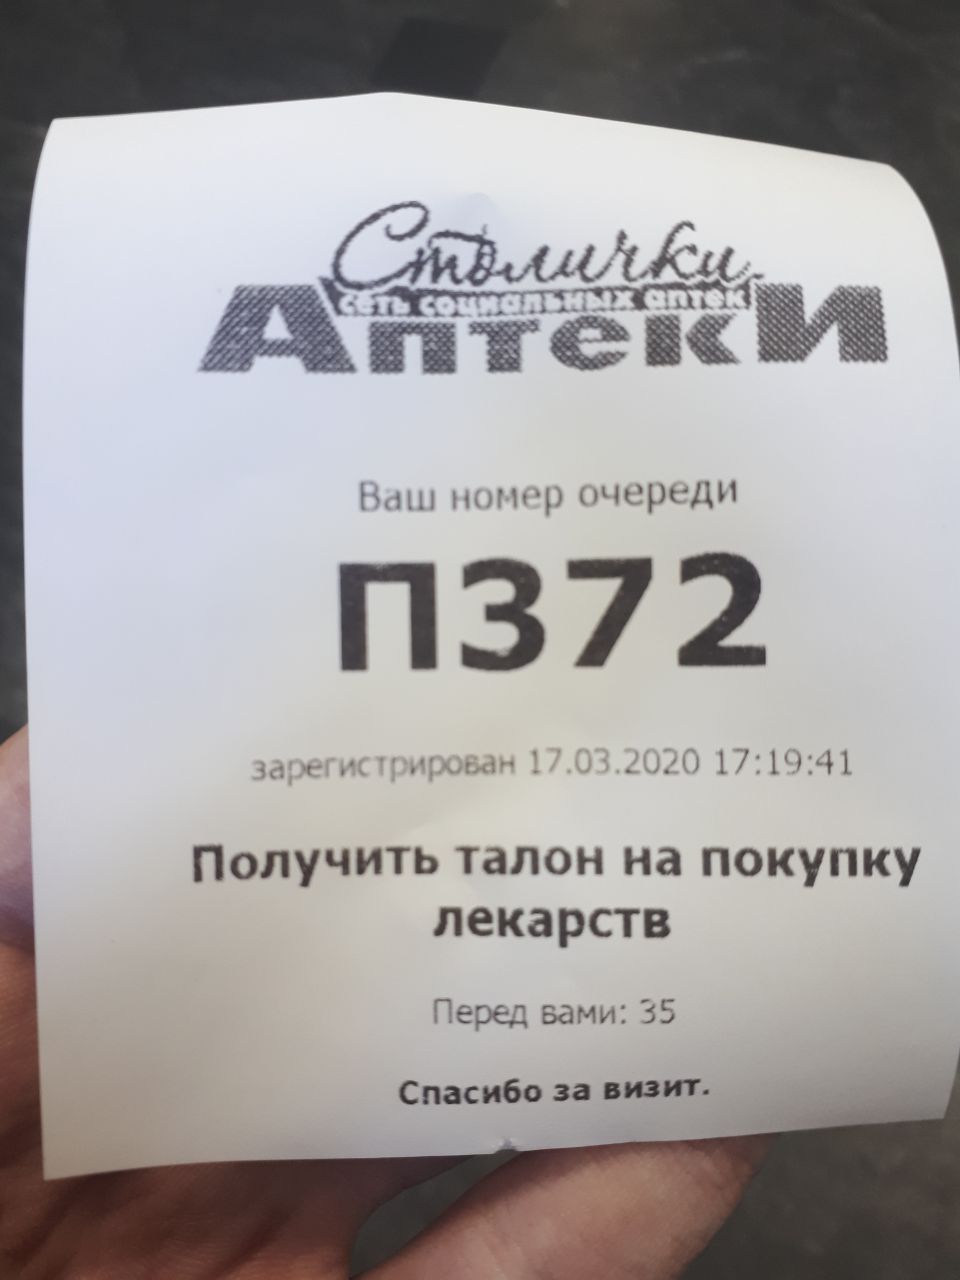 Столички
сеть социальных аптек
Аптеки
Ваш номер очереди
П372
зарегистрирован 17.03.2020 17:19:41
Получить талон на покупку
лекарств
Перед вами: 35
Спасибо за визит.